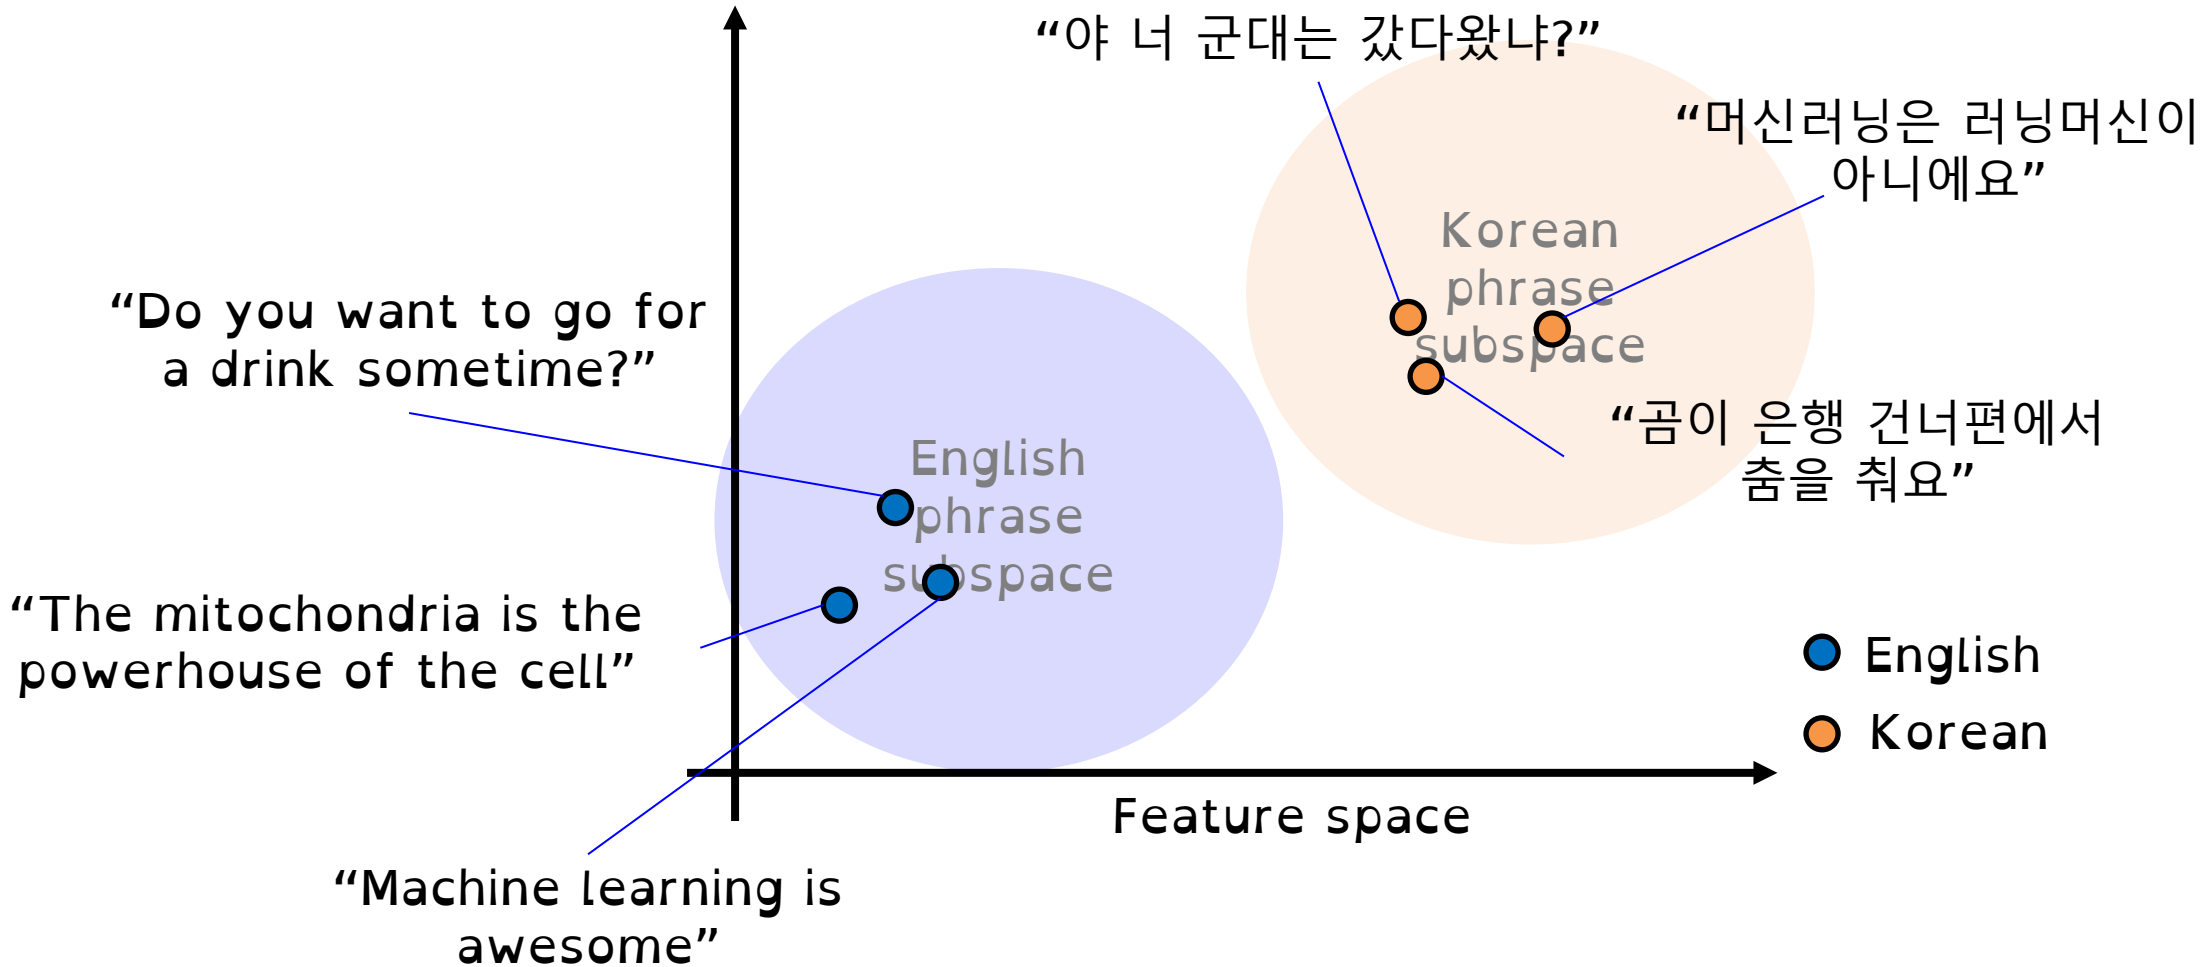 “야 너 군대는 갔다왔냐?”
“머신러닝은 러닝머신이
아니에요”
Korean
phrase
subspace
“Do you want to go for
a drink sometime?”
“곰이 은행 건너편에서
춤을 춰요”
English
phrase
subspace
“The mitochondria is the
powerhouse of the cell”
English
Korean
Feature space
“Machine learning is
awesome”